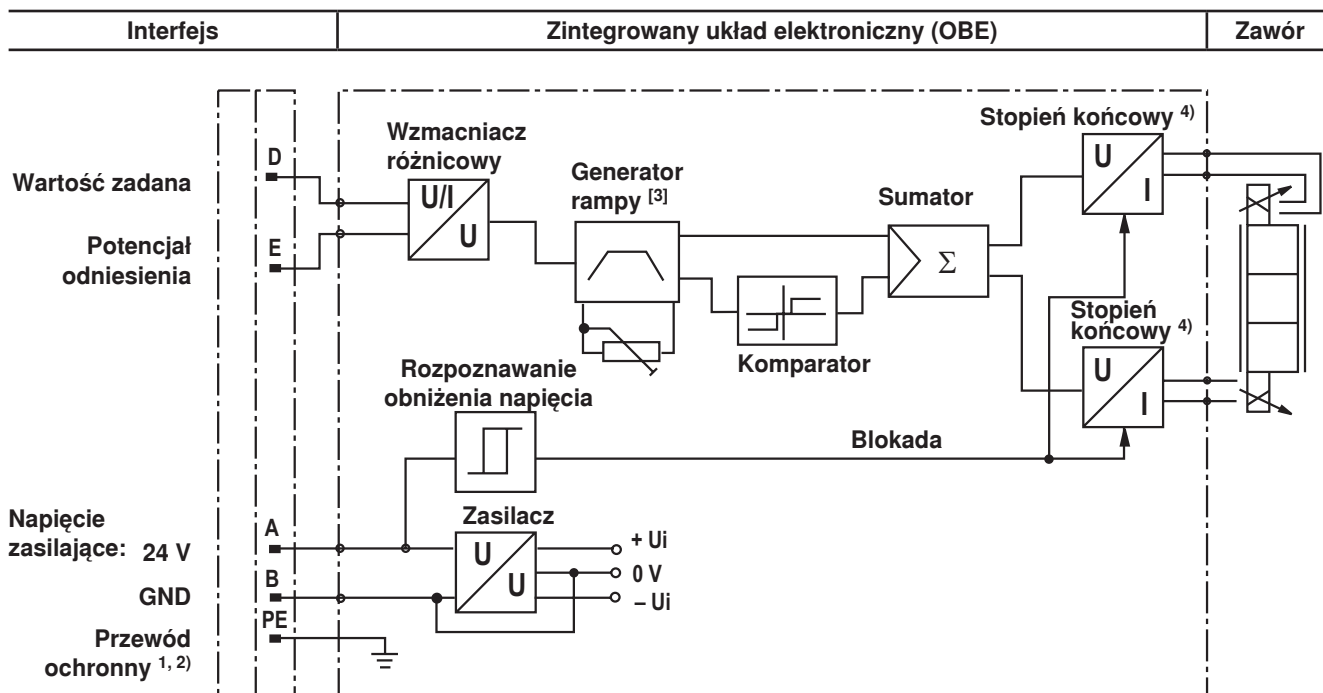 Interfejs
Zintegrowany układ elektroniczny (OBE)
Zawór
Wartość zadana
D
Potencjał
odniesienia
E
Wzmacniacz
różnicowy
U/I
U
Generator
rampy [3]
Komparator
Sumator
Σ
Stopień końcowy 4)
U
I
Stopień
końcowy 4)
U
I
Rozpoznawanie
obniżenia napięcia
Blokada
Napięcie
zasilające: 24 V
A
GND
B
Przewód
ochronny 1, 2)
PE
Zasilacz
U
U
+ Ui
0 V
– Ui